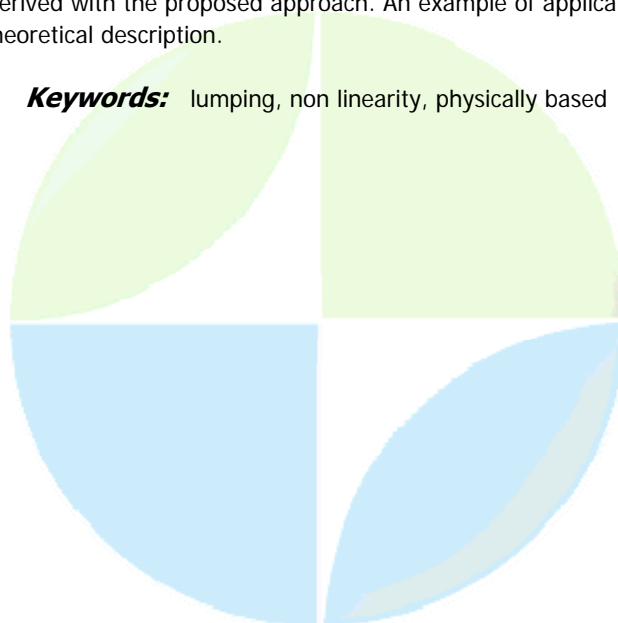 erived with the proposed approach. An example of applica
heoretical description.
Keywords: lumping, non linearity, physically based